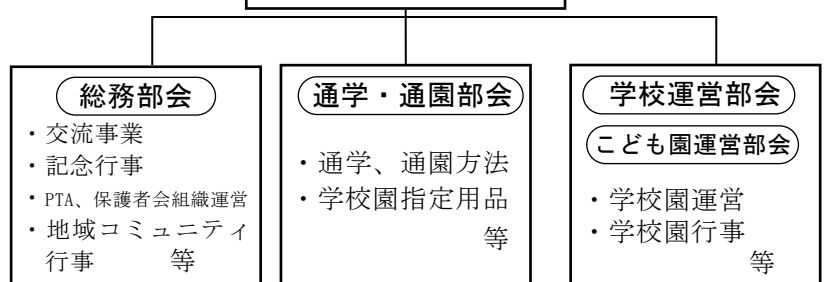 総務部会
・交流事業
・記念行事
・PTA、保護者会組織運営
・地域コミュニティ
行事　等
通学・通園部会
・通学、通園方法
・学校園指定用品
等
学校運営部会
こども園運営部会
・学校園運営
・学校園行事
等